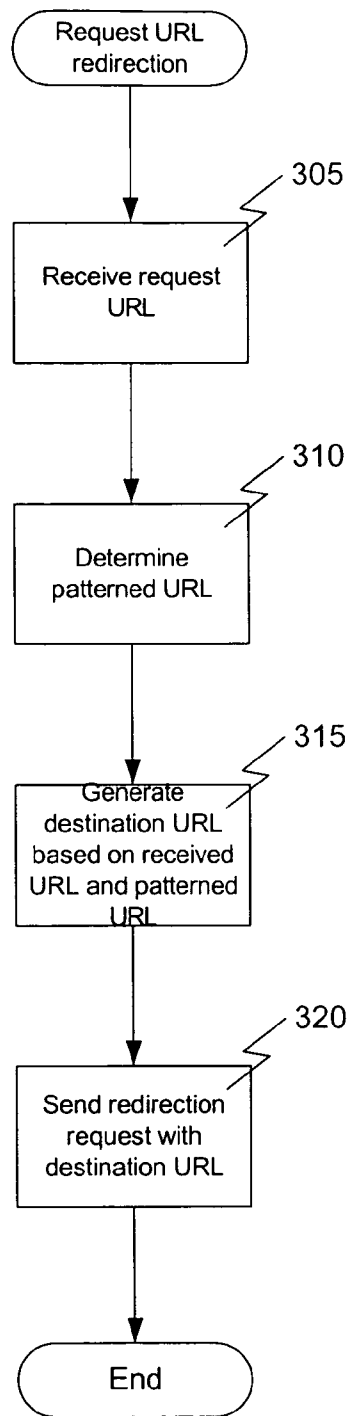 Request URL
redirection
305
Receive request
URL
310
Determine
patterned URL
315
Generate
destination URL
based on received
URL and patterned
URL
320
Send redirection
request with
destination URL
End